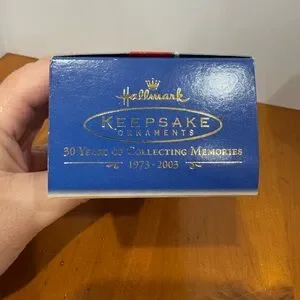 Hallmark
KEEPSAKE
ORNAMENTS
30 YEARS OF COLLECTING MEMORIES
1973-2003